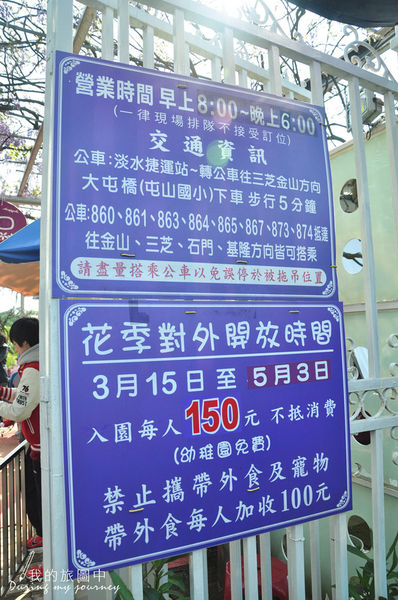 營業時間 早上8:00~晚上6:00
(一律現場排隊不接受訂位)
交通資訊
公車:淡水捷運站~轉公車往三芝金山方向
大屯橋(屯山國小)下車 步行5分鐘
公車:860、861、863、864、865、867、873、874抵達
往金山、三芝、石門、基隆方向皆可搭乘
請盡量搭乘公車以免誤停於被拖吊位置
花季對外開放時間
3月15日至 5月3日
入園每人150元 不抵消費
(幼稚園免費)
禁止攜帶外食及寵物
帶外食每人加收100元
我的旅圖中
During my journey